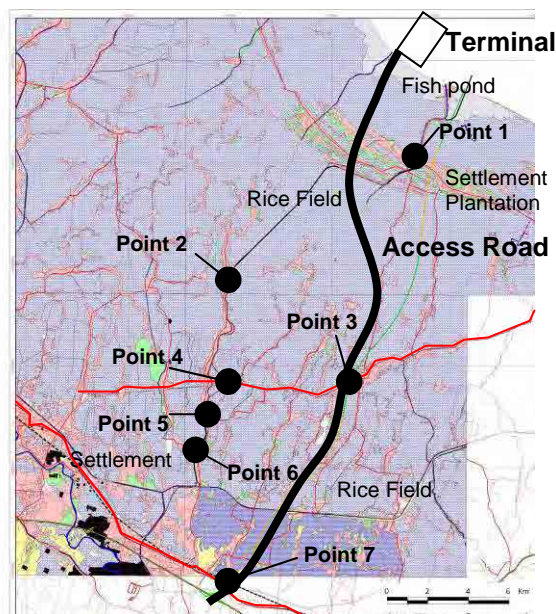 Terminal
Fish pond
Point 1
Settlement
Plantation
Rice Field
Access Road
Point 2
Point 3
Point 4
Point 5
Settlement
Point 6
Rice Field
Point 7
0 2 4 6 Km